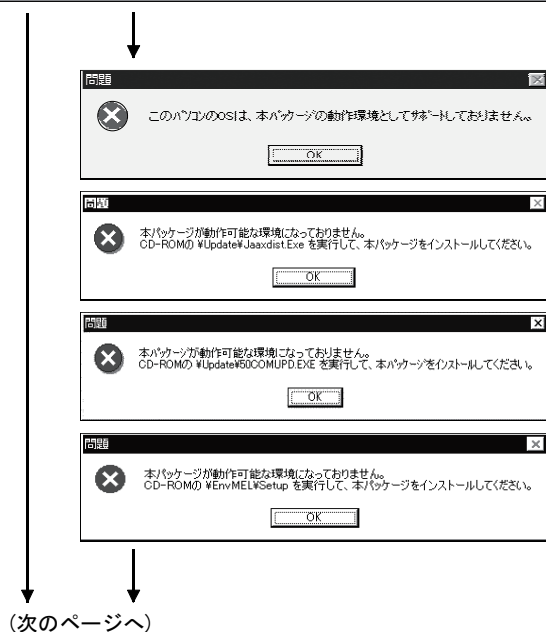 問題
このパソコンのOSは、本パッケージの動作環境としてサポートしておりません。
OK
問題
本パッケージが動作可能な環境になっておりません。
CD-ROMの ¥Update¥Jaaxdist.Exe を実行して、本パッケージをインストールしてください。
OK
問題
本パッケージが動作可能な環境になっておりません。
CD-ROMの ¥Update¥50COMUPD.EXE を実行して、本パッケージをインストールしてください。
OK
問題
本パッケージが動作可能な環境になっておりません。
CD-ROMの ¥EnvMEL¥Setup を実行して、本パッケージをインストールしてください。
OK
(次のページへ)